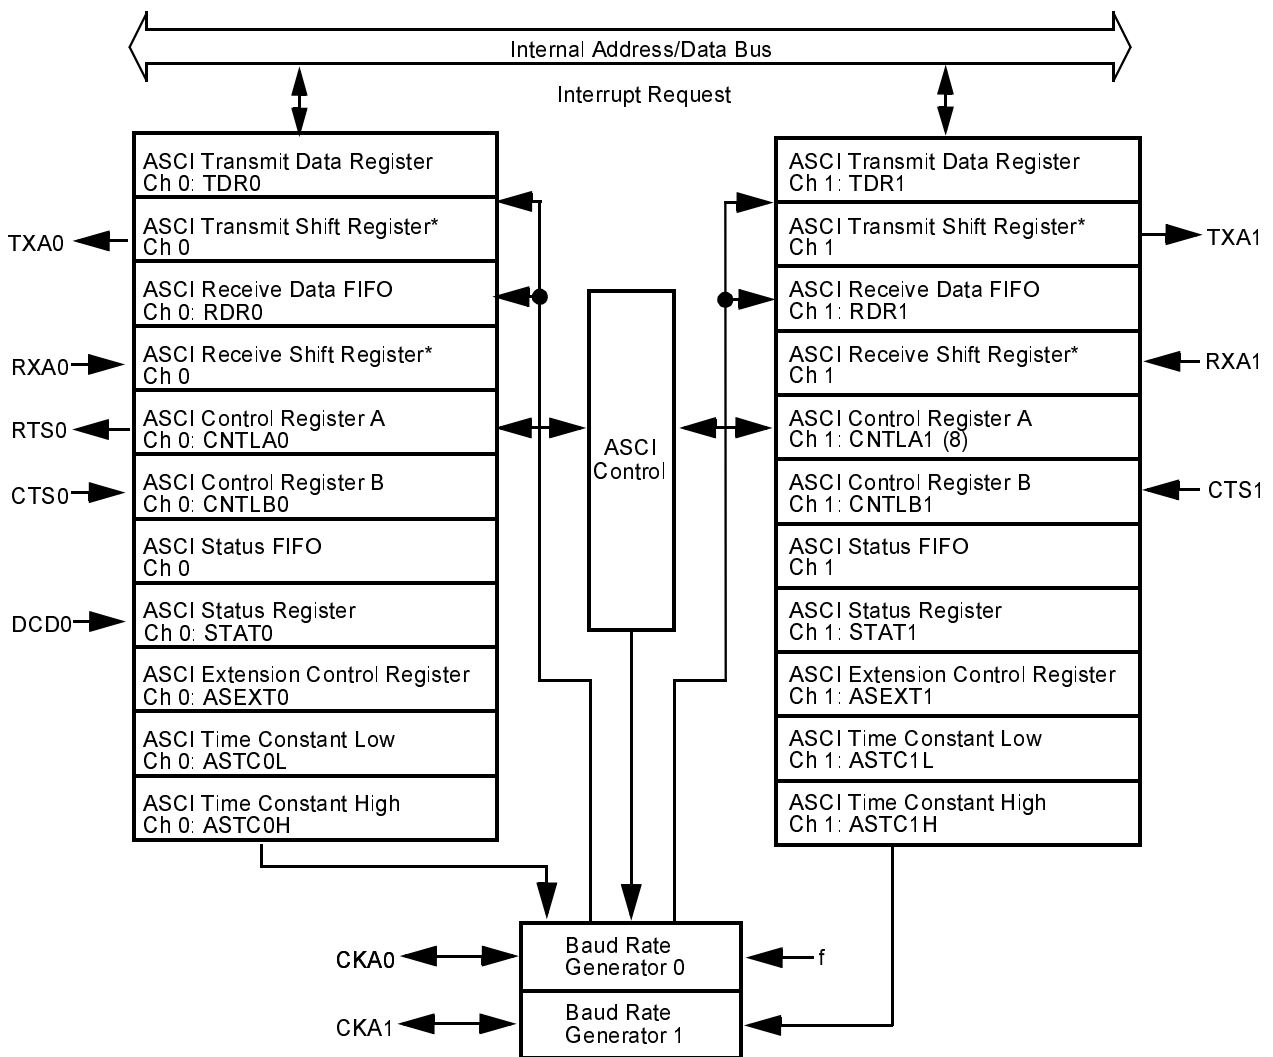 Internal Address/Data Bus
Interrupt Request
ASCI Transmit Data Register
Ch 0: TDR0
ASCI Transmit Shift Register*
Ch 0
ASCI Receive Data FIFO
Ch 0: RDR0
ASCI Receive Shift Register*
Ch 0
ASCI Control Register A
Ch 0: CNTLA0
ASCI Control Register B
Ch 0: CNTLB0
ASCI Status FIFO
Ch 0
ASCI Status Register
Ch 0: STAT0
ASCI Extension Control Register
Ch 0: ASEXT0
ASCI Time Constant Low
Ch 0: ASTC0L
ASCI Time Constant High
Ch 0: ASTC0H
TXA0
RXA0
RTS0
CTS0
DCD0
ASCI
Control
ASCI Transmit Data Register
Ch 1: TDR1
ASCI Transmit Shift Register*
Ch 1
ASCI Receive Data FIFO
Ch 1: RDR1
ASCI Receive Shift Register*
Ch 1
ASCI Control Register A
Ch 1: CNTLA1 (8)
ASCI Control Register B
Ch 1: CNTLB1
ASCI Status FIFO
Ch 1
ASCI Status Register
Ch 1: STAT1
ASCI Extension Control Register
Ch 1: ASEXT1
ASCI Time Constant Low
Ch 1: ASTC1L
ASCI Time Constant High
Ch 1: ASTC1H
TXA1
RXA1
CTS1
CKA0
Baud Rate
Generator 0
f
CKA1
Baud Rate
Generator 1